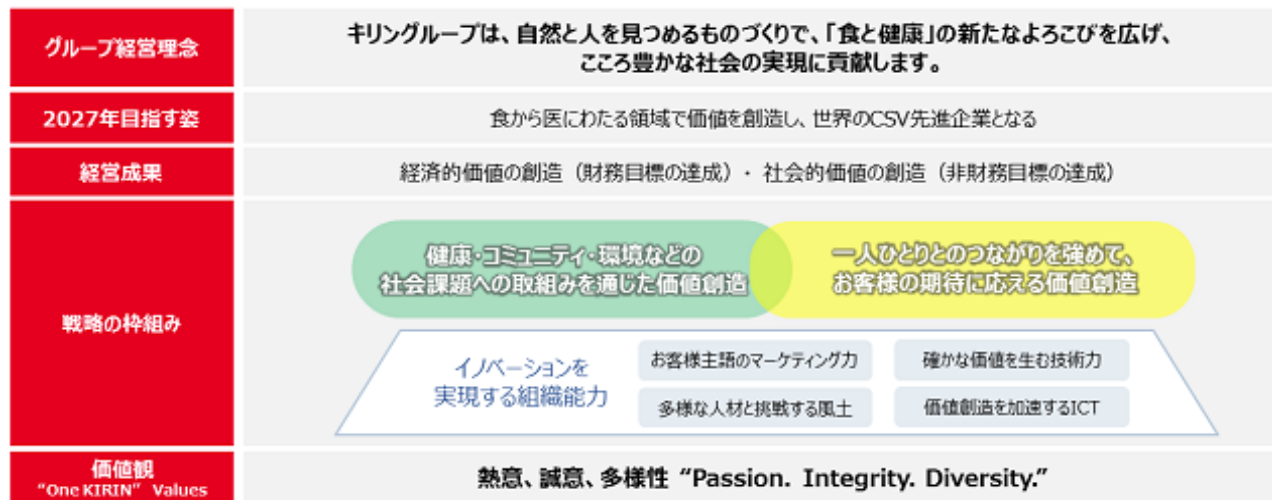 グループ経営理念
キリングループは、自然と人を見つめるものづくりで、「食と健康」の新たなよろこびを広げ、
こころ豊かな社会の実現に貢献します。
2027年目指す姿
食から医にわたる領域で価値を創造し、世界のCSV先進企業となる
経営成果
経済的価値の創造（財務目標の達成）・ 社会的価値の創造（非財務目標の達成）
戦略の枠組み
健康・コミュニティ・環境などの
社会課題への取組みを通じた価値創造
一人ひとりとのつながりを強めて、
お客様の期待に応える価値創造
イノベーションを
実現する組織能力
お客様主語のマーケティング力
確かな価値を生む技術力
多様な人材と挑戦する風土
価値創造を加速するICT
価値観
“One KIRIN” Values
熱意、誠意、多様性 “Passion. Integrity. Diversity.”